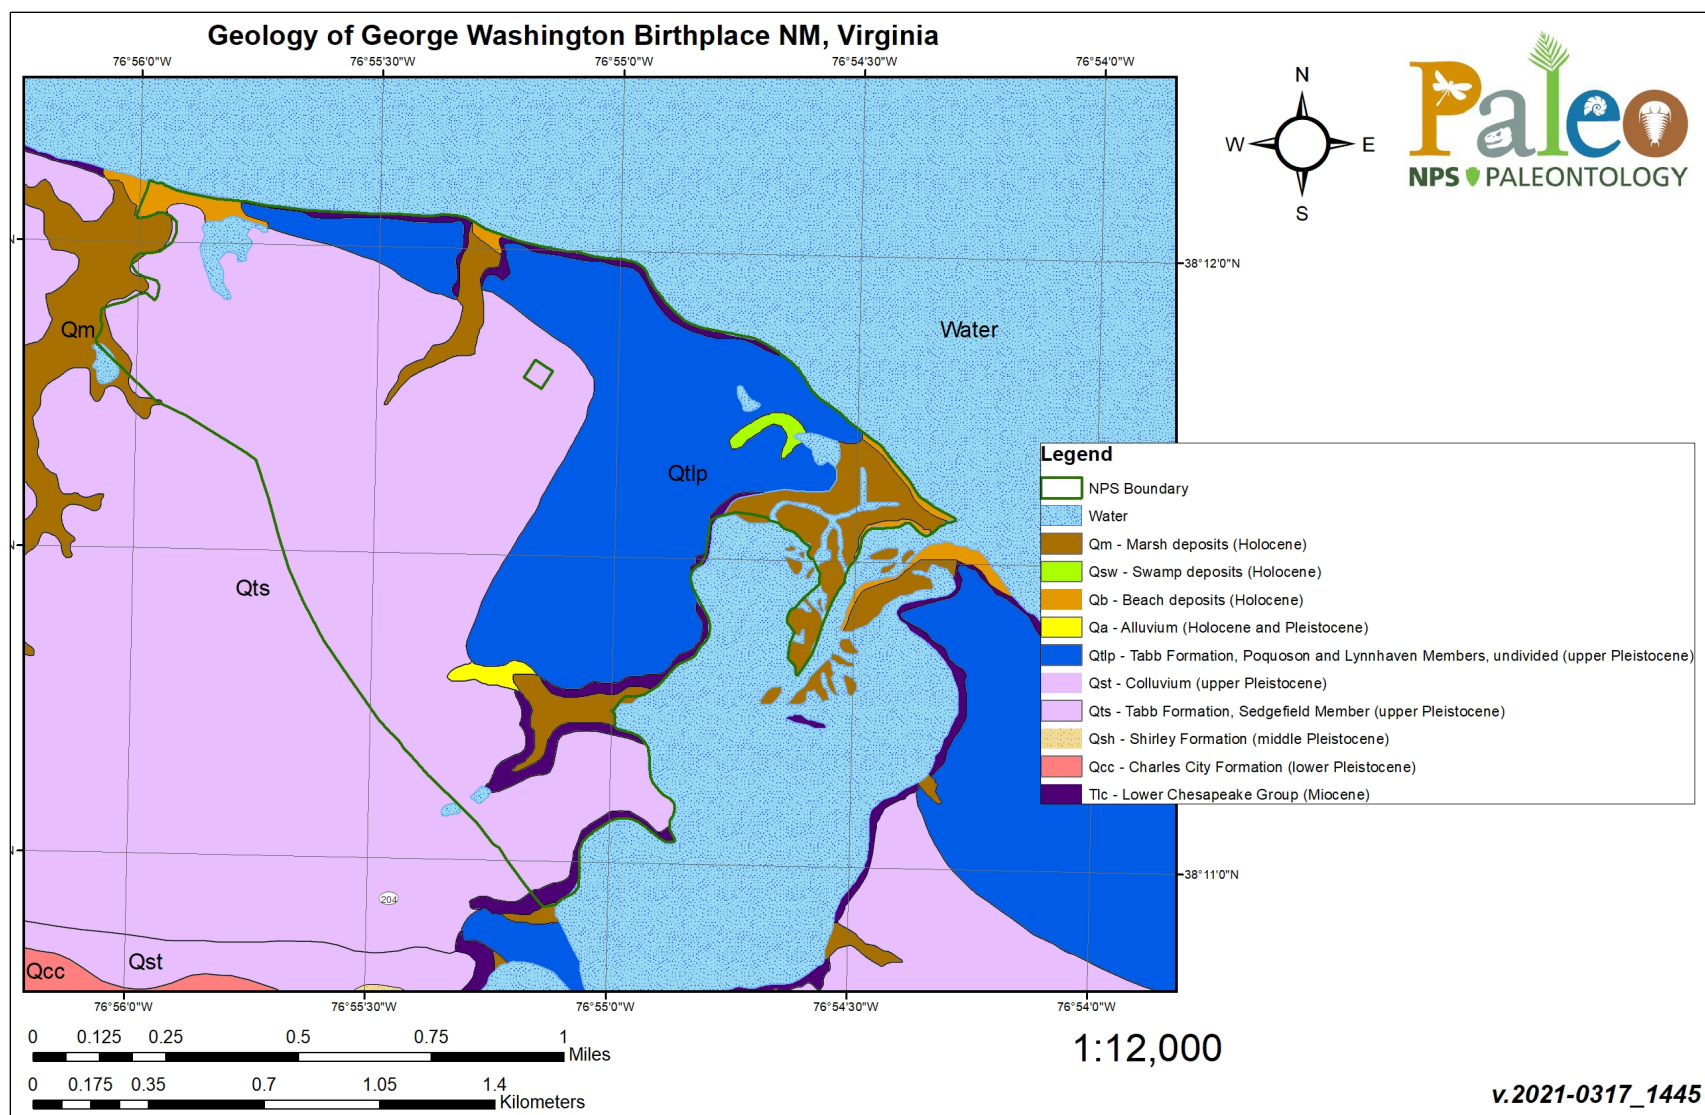 Geology of George Washington Birthplace NM, Virginia
76°56'0"W 76°55'30"W 76°55'0"W 76°54'30"W 76°54'0"W
N
W E
S
Paleo
NPS PALEONTOLOGY
38°12'0"N
Qm
Water
Qtlp
Qts
204
38°11'0"N
Qcc
Qst
76°56'0"W 76°55'30"W 76°55'0"W 76°54'30"W 76°54'0"W
Legend
NPS Boundary
Water
Qm - Marsh deposits (Holocene)
Qsw - Swamp deposits (Holocene)
Qb - Beach deposits (Holocene)
Qa - Alluvium (Holocene and Pleistocene)
Qtlp - Tabb Formation, Poquoson and Lynnhaven Members, undivided (upper Pleistocene)
Qst - Colluvium (upper Pleistocene)
Qts - Tabb Formation, Sedgefield Member (upper Pleistocene)
Qsh - Shirley Formation (middle Pleistocene)
Qcc - Charles City Formation (lower Pleistocene)
Tlc - Lower Chesapeake Group (Miocene)
0 0.125 0.25 0.5 0.75 1
Miles
0 0.175 0.35 0.7 1.05 1.4
Kilometers
1:12,000
v.2021-0317_1445